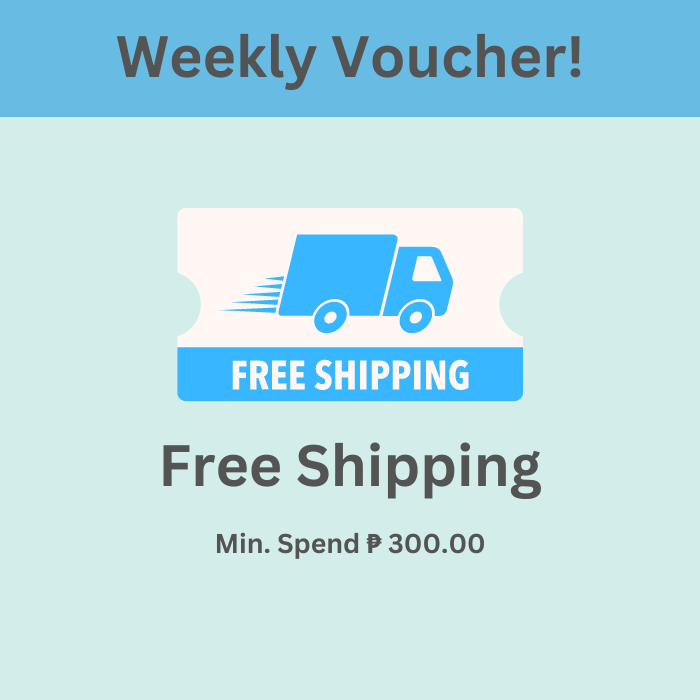 Weekly Voucher!
FREE SHIPPING
Free Shipping
Min. Spend ₱ 300.00